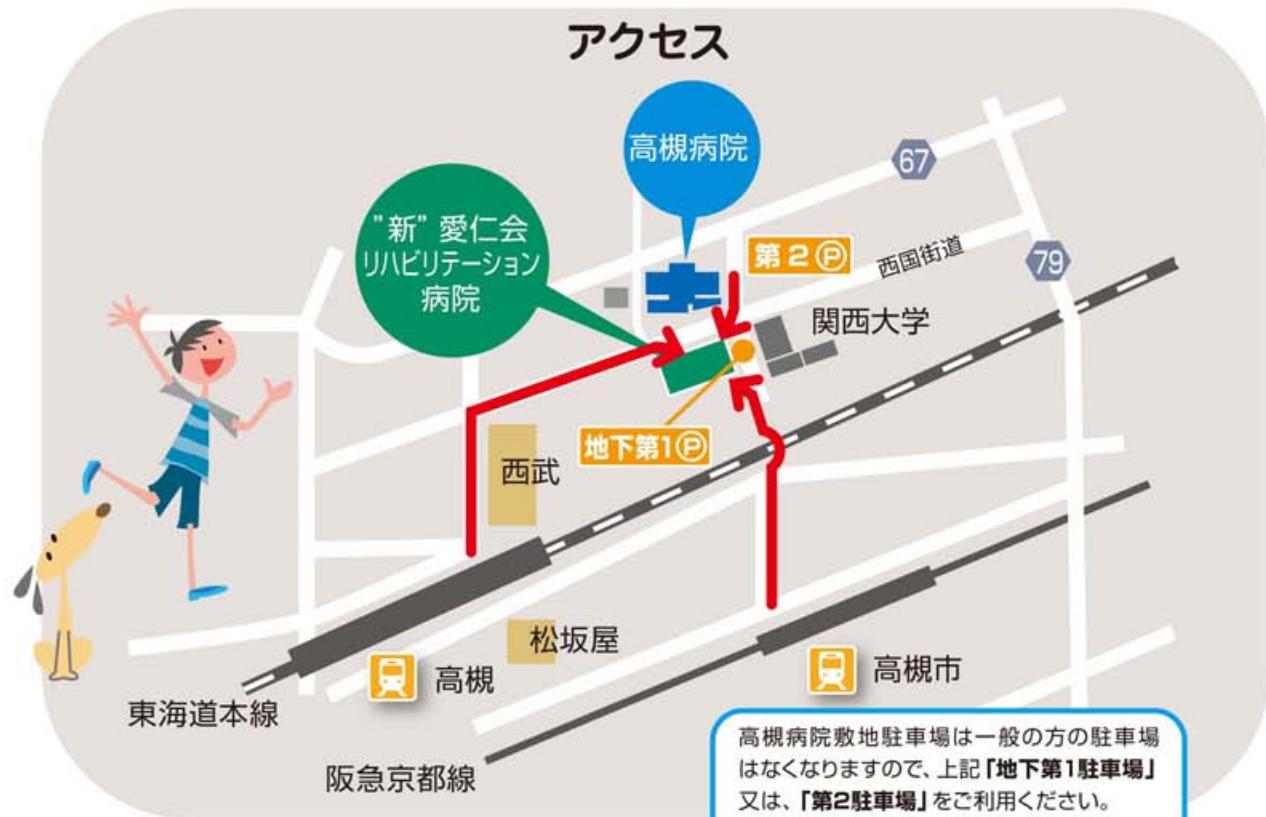 アクセス
高槻病院
67
"新" 愛仁会
リハビリテーション
病院
第2Ⓟ
西国街道
79
関西大学
地下第1Ⓟ
西武
松坂屋
高槻
高槻市
東海道本線
阪急京都線
高槻病院敷地駐車場は一般の方の駐車場
はなくなりますので、上記「地下第1駐車場」
又は、「第2駐車場」をご利用ください。